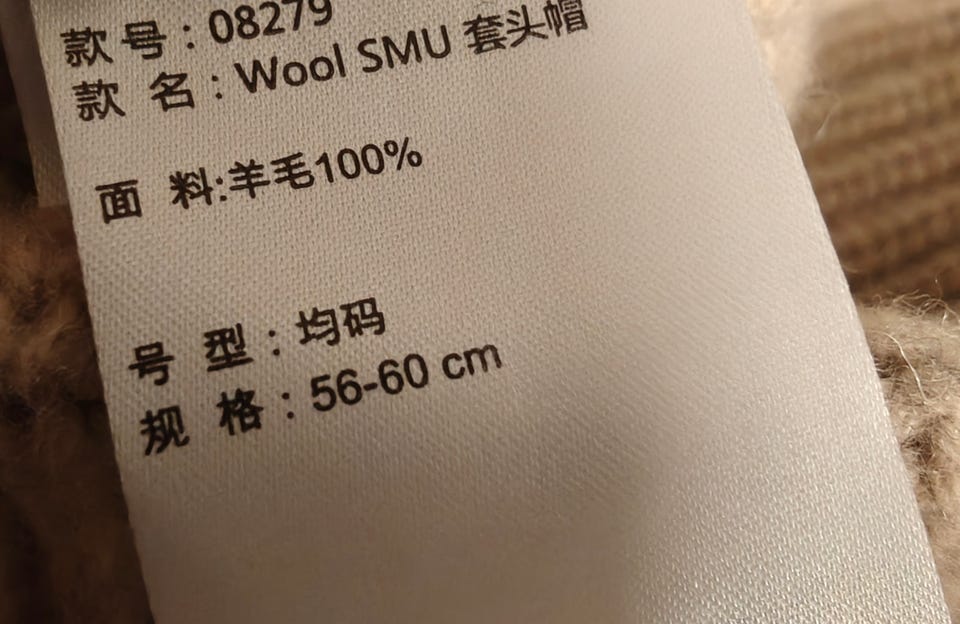 款号：08279
款 名：Wool SMU 套头帽
面 料:羊毛100%
号 型：均码
规 格：56-60 cm